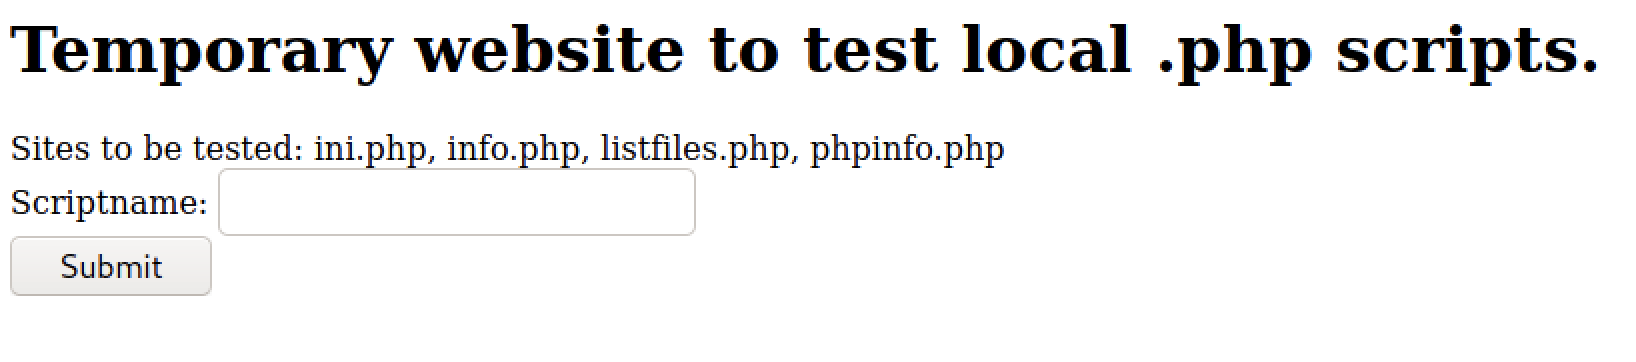 Temporary website to test local .php scripts.
Sites to be tested: ini.php, info.php, listfiles.php, phpinfo.php
Scriptname:
Submit